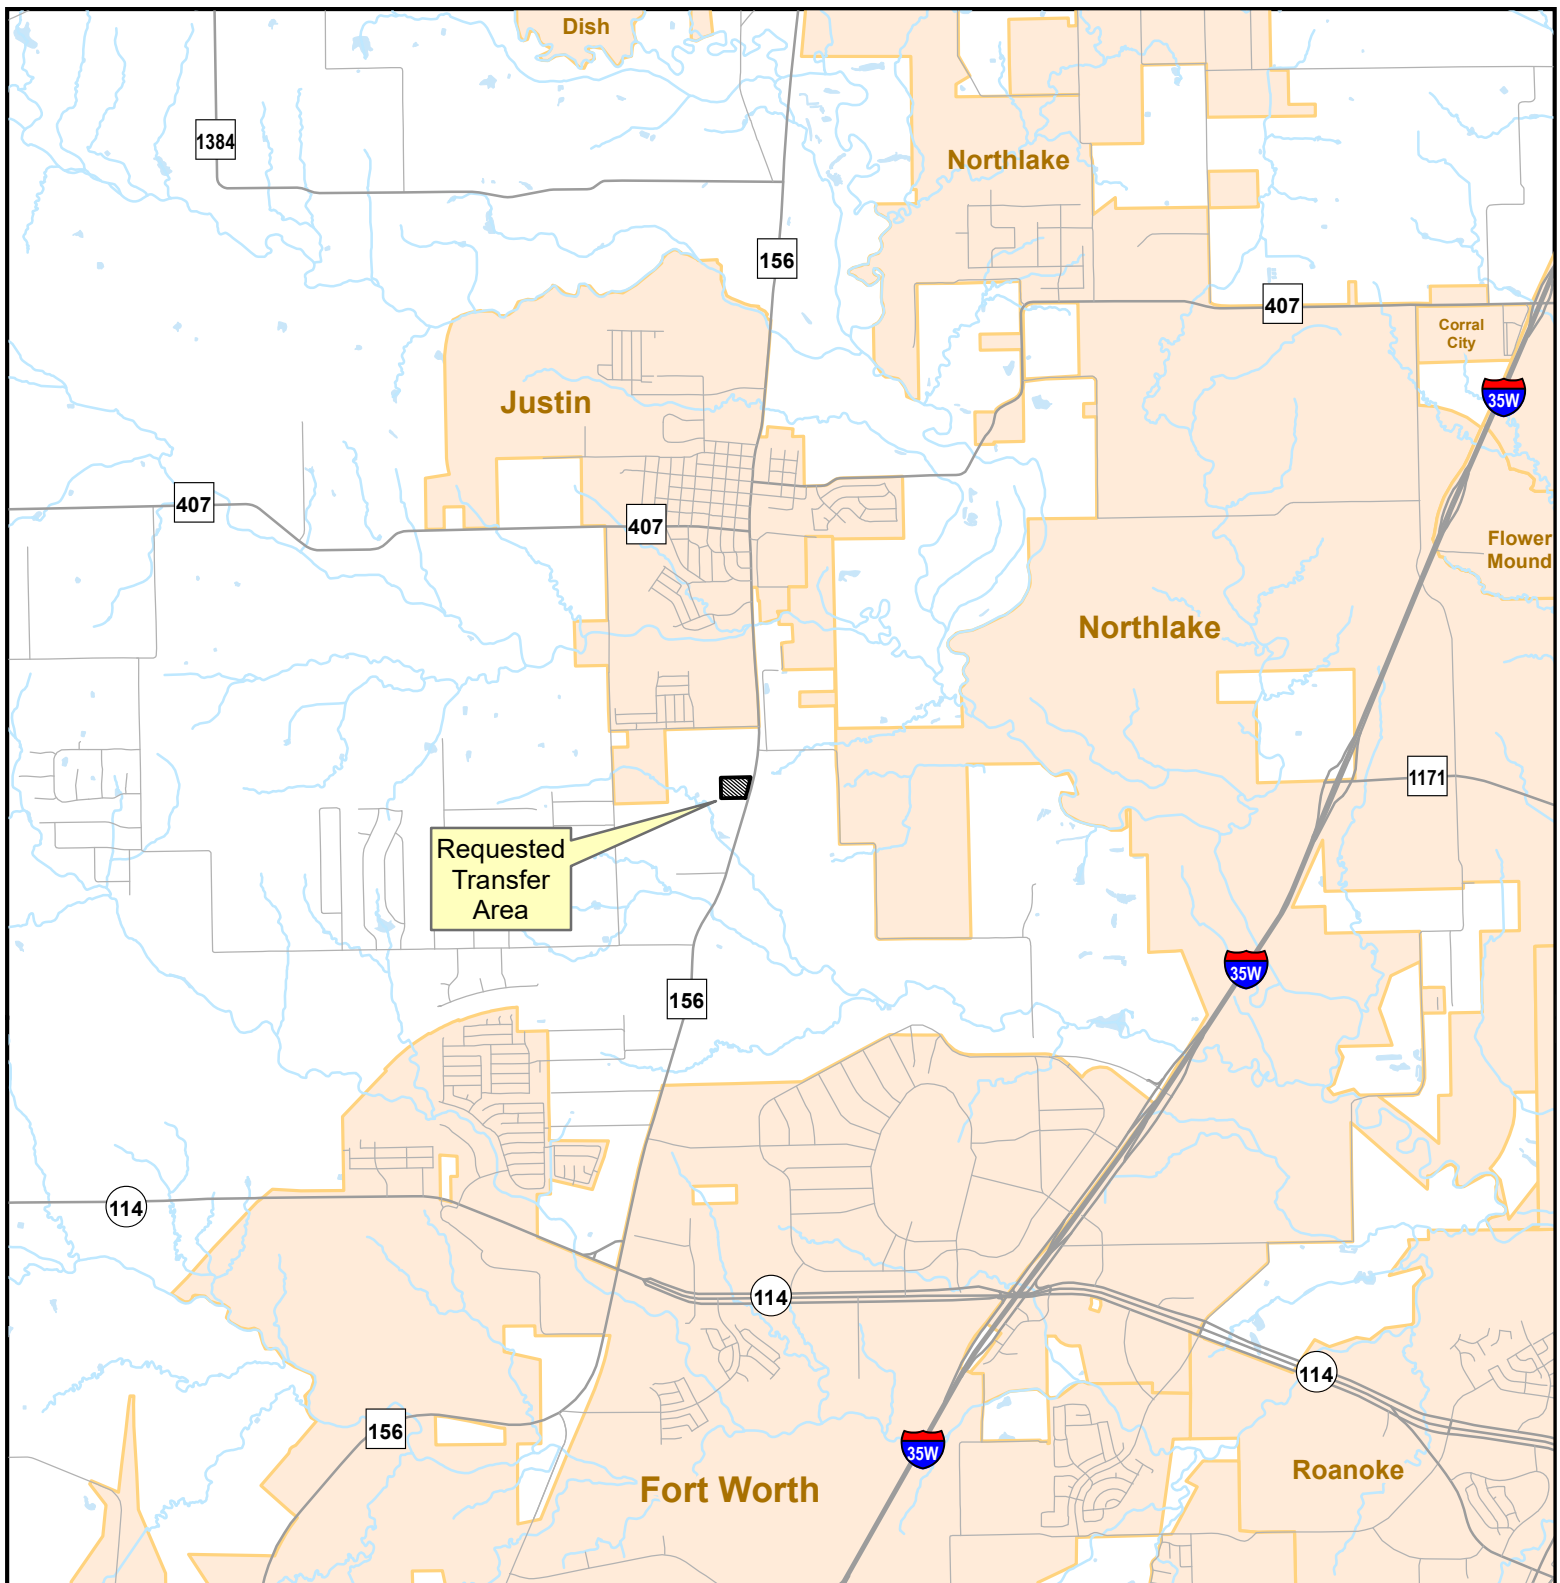 Dish
1384
Northlake
156
407
Corral
City
35W
Justin
407
407
Flower
Mound
Northlake
1171
Requested
Transfer
Area
35W
156
114
114
114
156
35W
Fort Worth
Roanoke